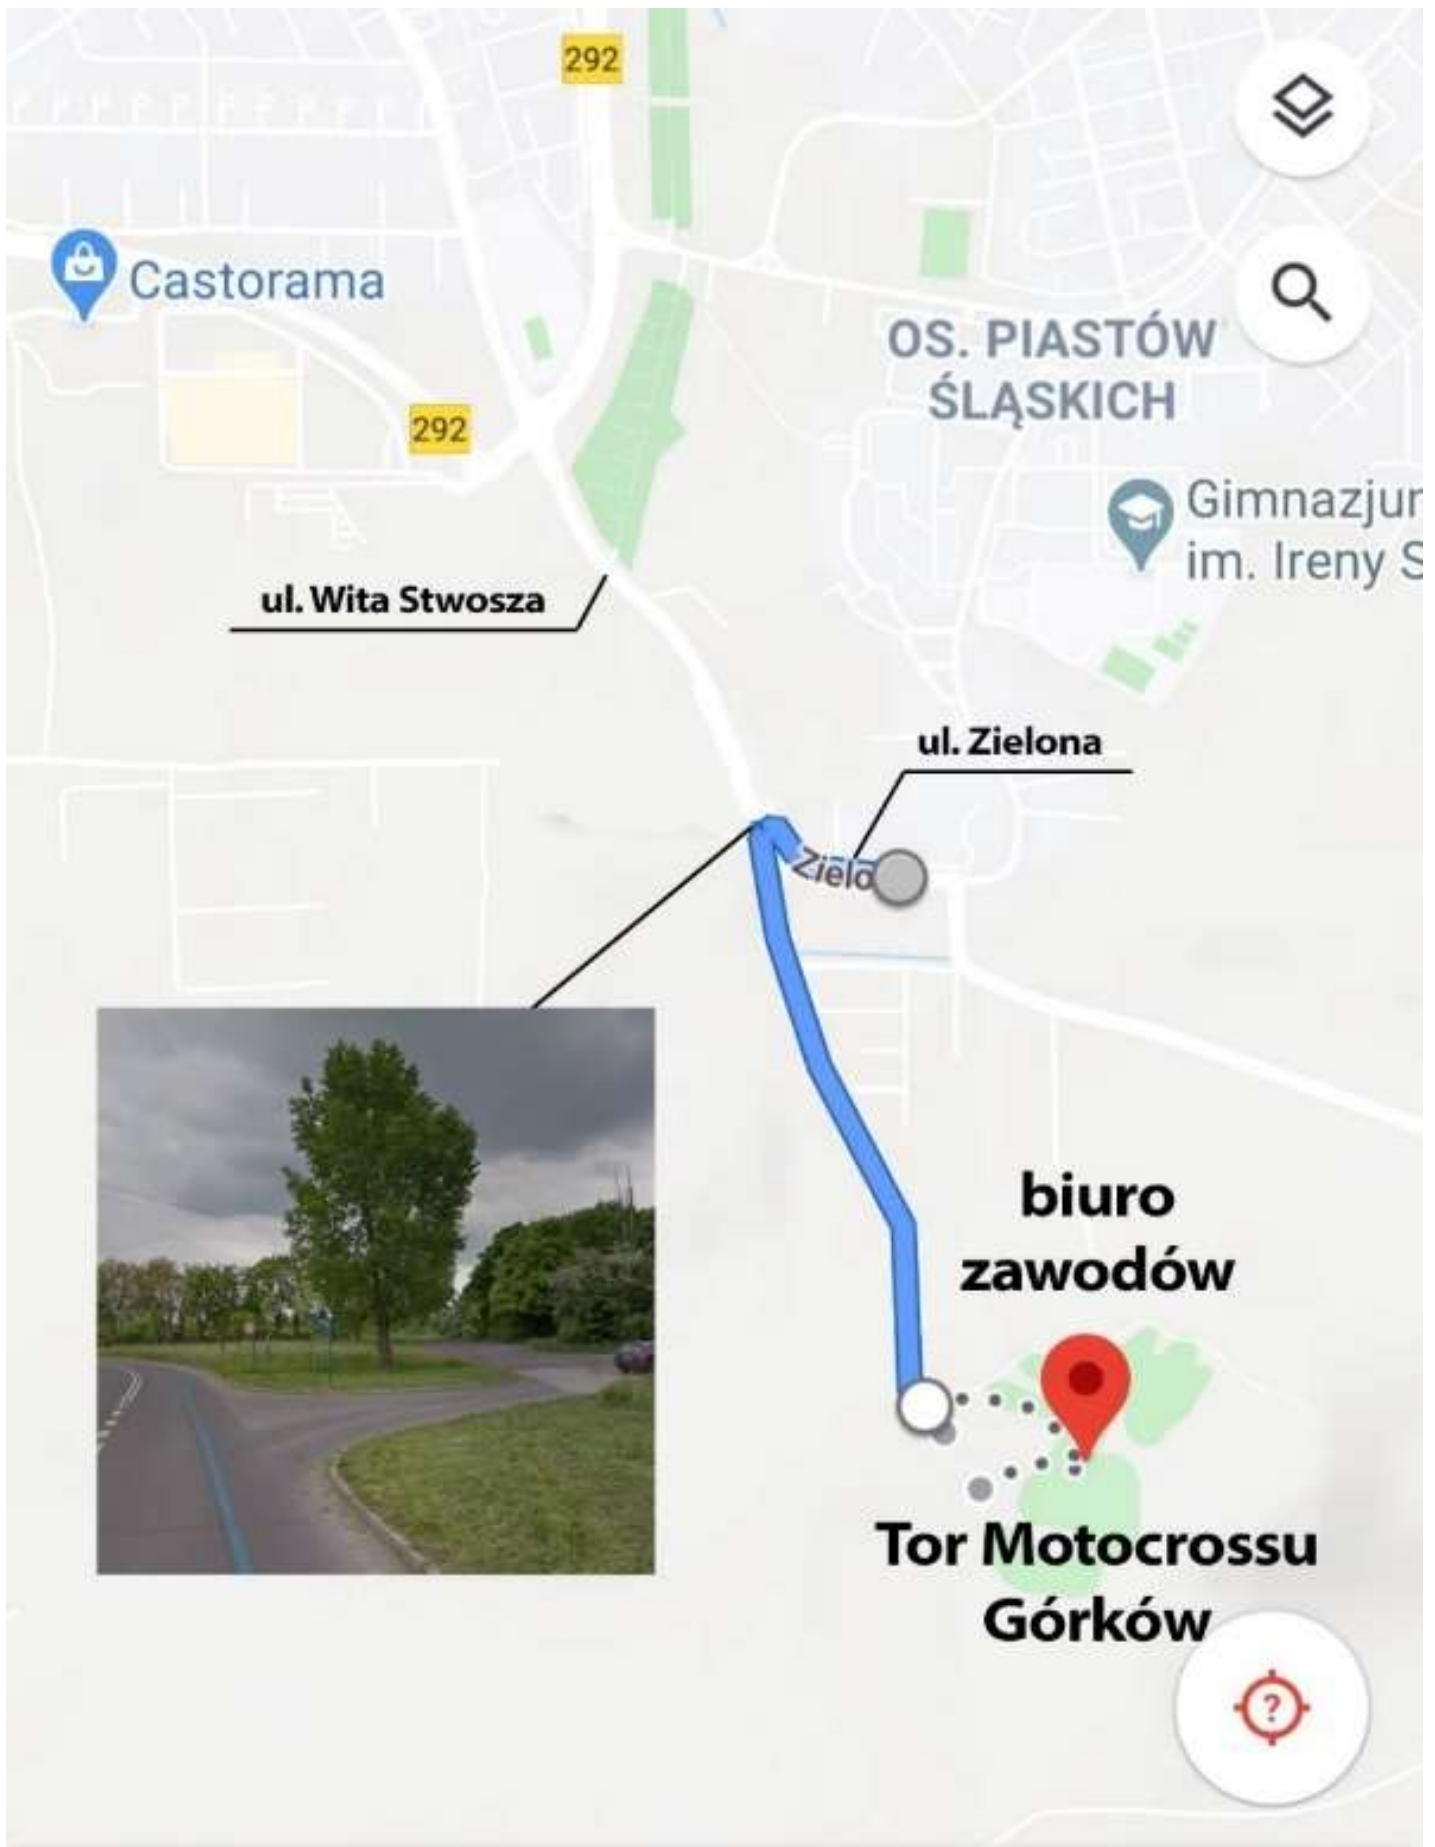 292
Castorama
OS. PIASTÓW
ŚLĄSKICH
292
Gimnazjum
im. Ireny S
ul. Wita Stwosza
ul. Zielona
Zielo
biuro
zawodów
Tor Motocrossu
Górków
?